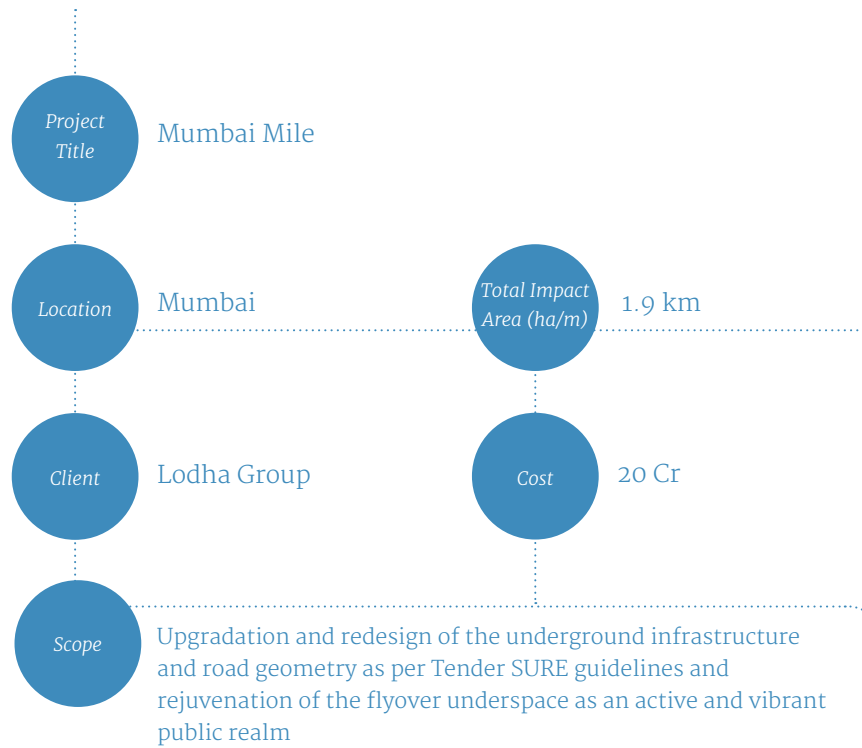 Project
Title
Mumbai Mile
Location
Mumbai
Total Impact
Area (ha/m)
1.9 km
Client
Lodha Group
Cost
20 Cr
Scope
Upgradation and redesign of the underground infrastructure
and road geometry as per Tender SURE guidelines and
rejuvenation of the flyover underspace as an active and vibrant
public realm